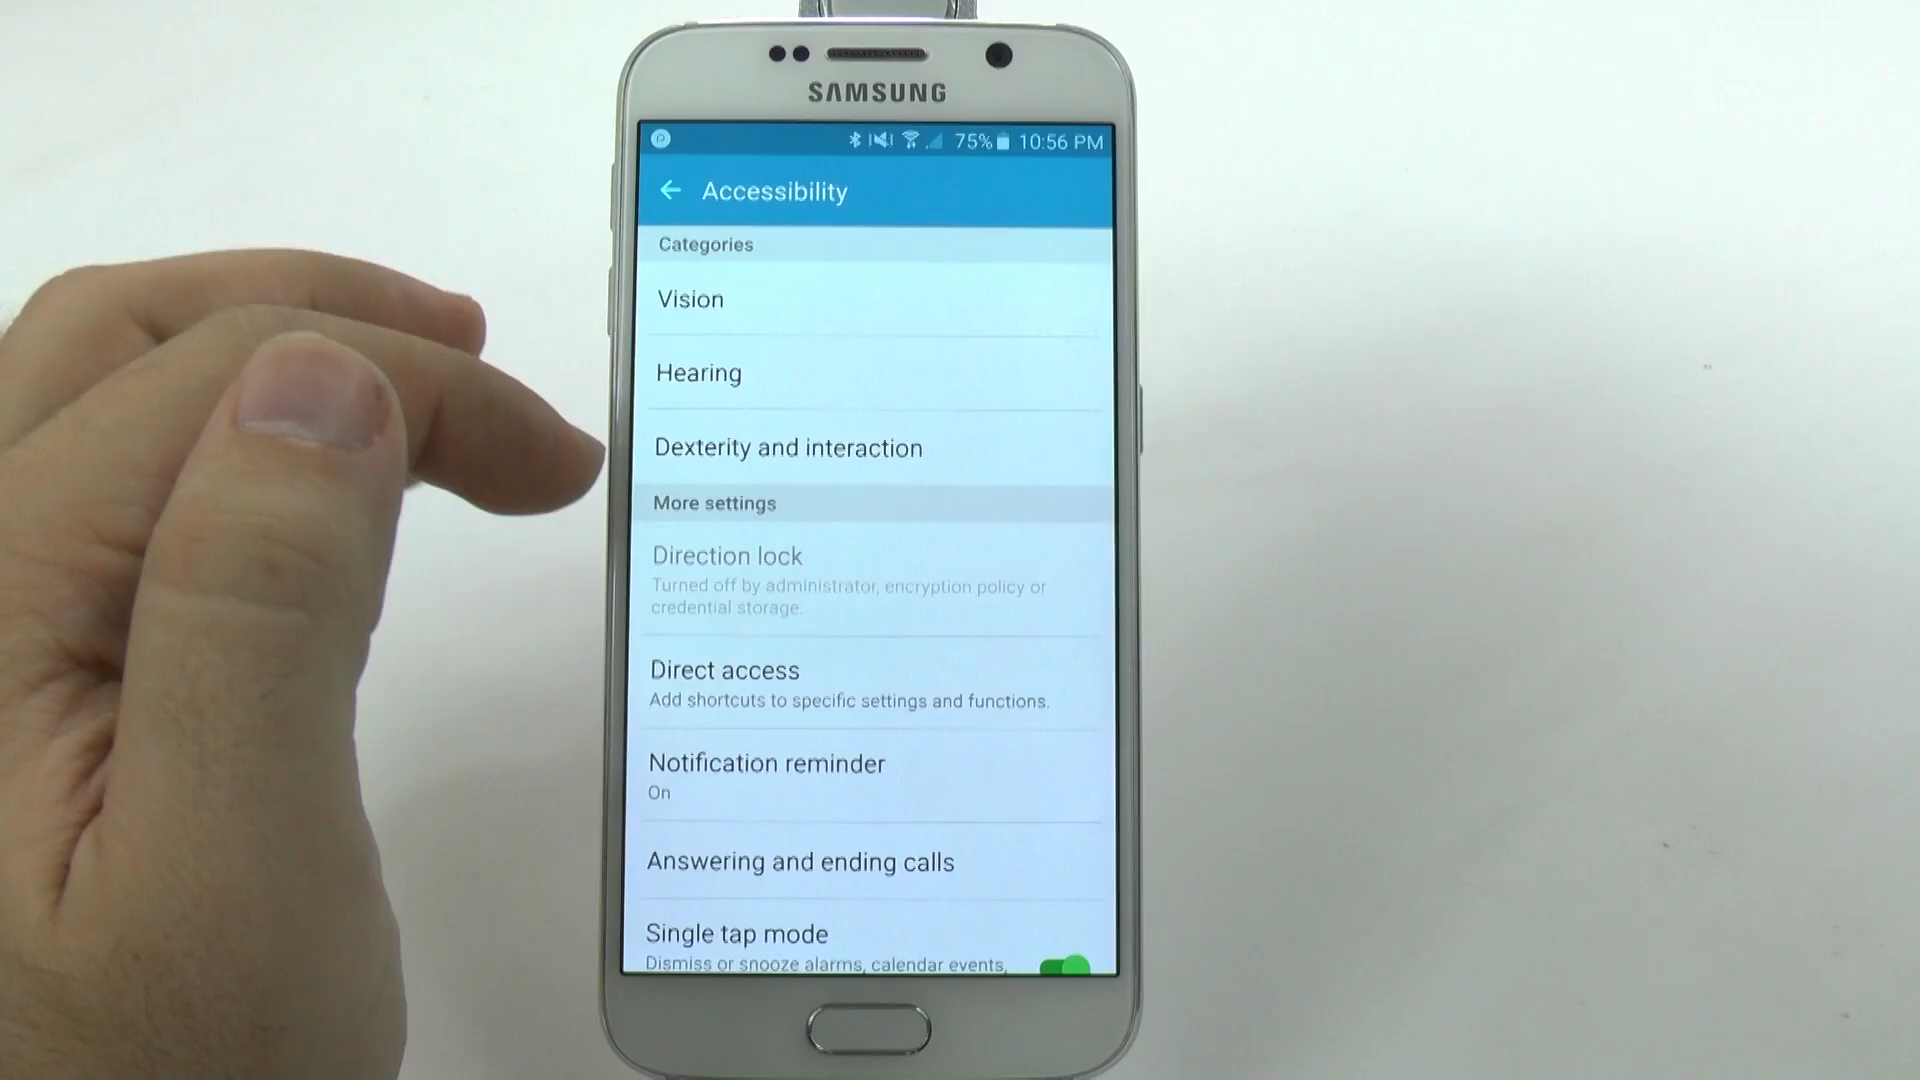 SAMSUNG
75% 10:56 PM
Accessibility
Categories
Vision
Hearing
Dexterity and interaction
More settings
Direction lock
Turned off by administrator, encryption policy or
credential storage.
Direct access
Add shortcuts to specific settings and functions.
Notification reminder
On
Answering and ending calls
Single tap mode
Dismiss or snooze alarms, calendar events,